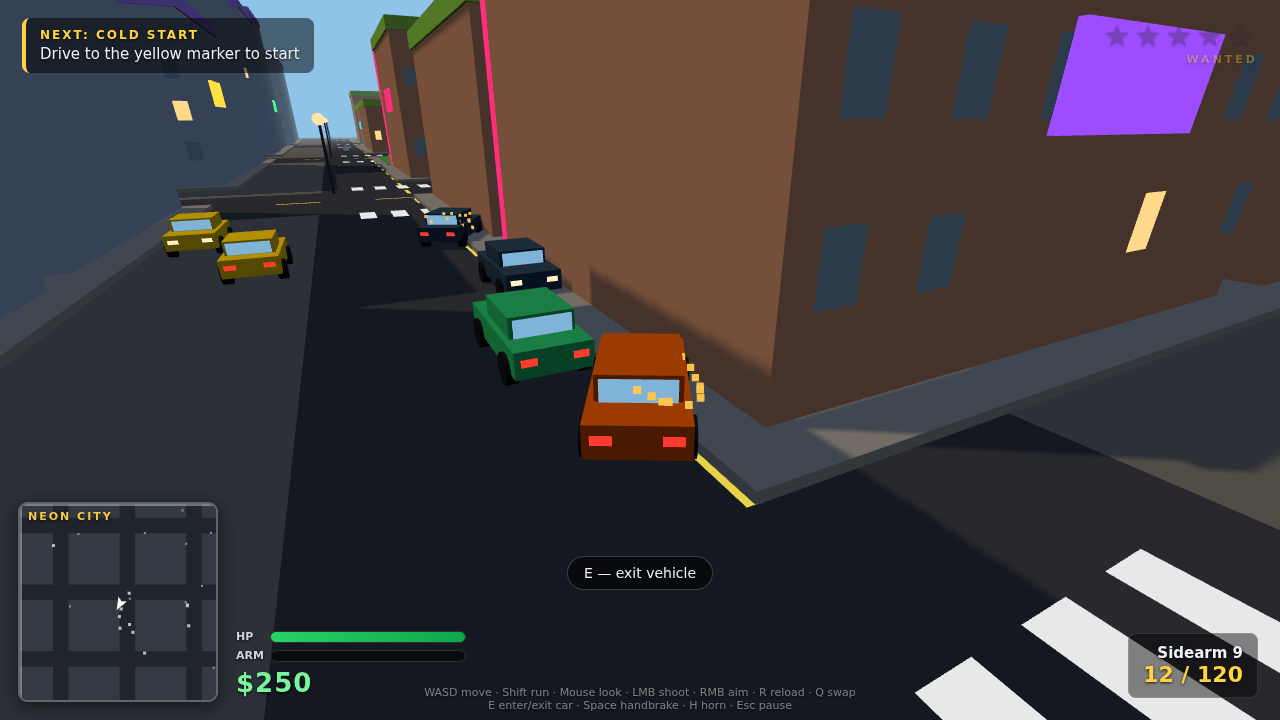 NEXT: COLD START
Drive to the yellow marker to start
WANTED
NEON CITY
E — exit vehicle
HP
ARM
$250
WASD move · Shift run · Mouse look · LMB shoot · RMB aim · R reload · Q swap
E enter/exit car · Space handbrake · H horn · Esc pause
Sidearm 9
12 / 120